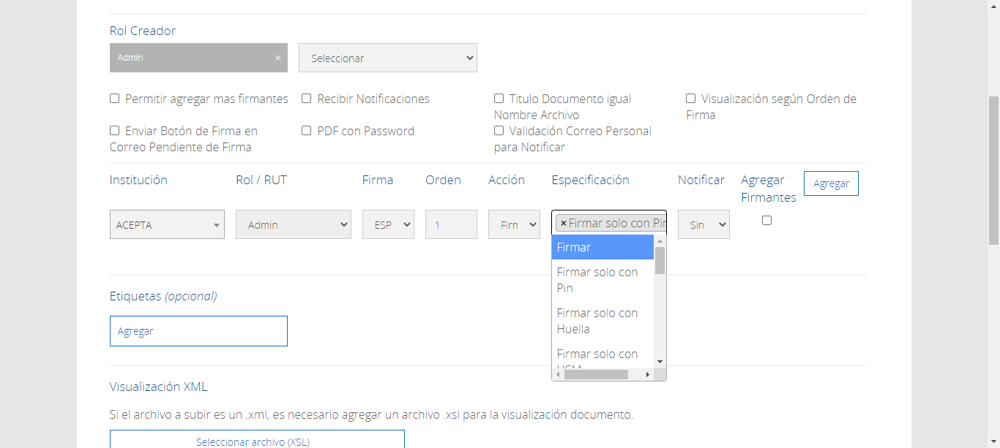 Rol Creador
Admin ×
Seleccionar
Permitir agregar mas firmantes
Recibir Notificaciones
Titulo Documento igual
Nombre Archivo
Visualización según Orden de
Firma
Enviar Botón de Firma en
Correo Pendiente de Firma
PDF con Password
Validación Correo Personal
para Notificar
Institución
Rol / RUT
Firma
Orden
Acción
Especificación
Notificar
Agregar
Firmantes
Agregar
ACEPTA
Admin
ESP
1
Firn
× Firmar solo con Pin
Sin
Firmar
Firmar solo con
Pin
Firmar solo con
Huella
Firmar solo con
HSM
Etiquetas (opcional)
Agregar
Visualización XML
Si el archivo a subir es un .xml, es necesario agregar un archivo .xsl para la visualización documento.
Seleccionar archivo (XSL)